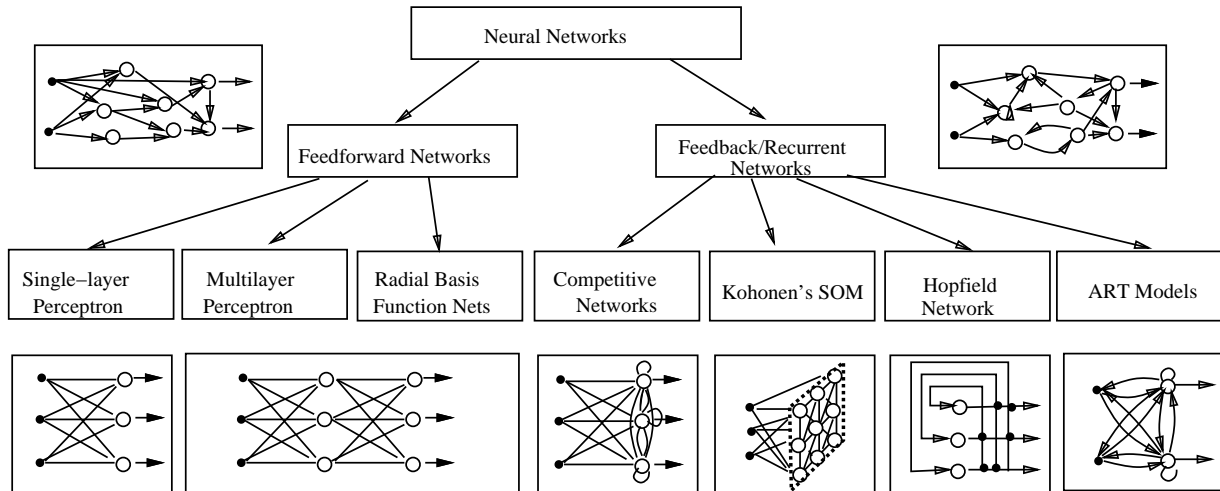 Neural Networks
Feedforward Networks
Feedback/Recurrent
Networks
Single−layer
Perceptron
Multilayer
Perceptron
Radial Basis
Function Nets
Competitive
Networks
Kohonen's SOM
Hopfield
Network
ART Models